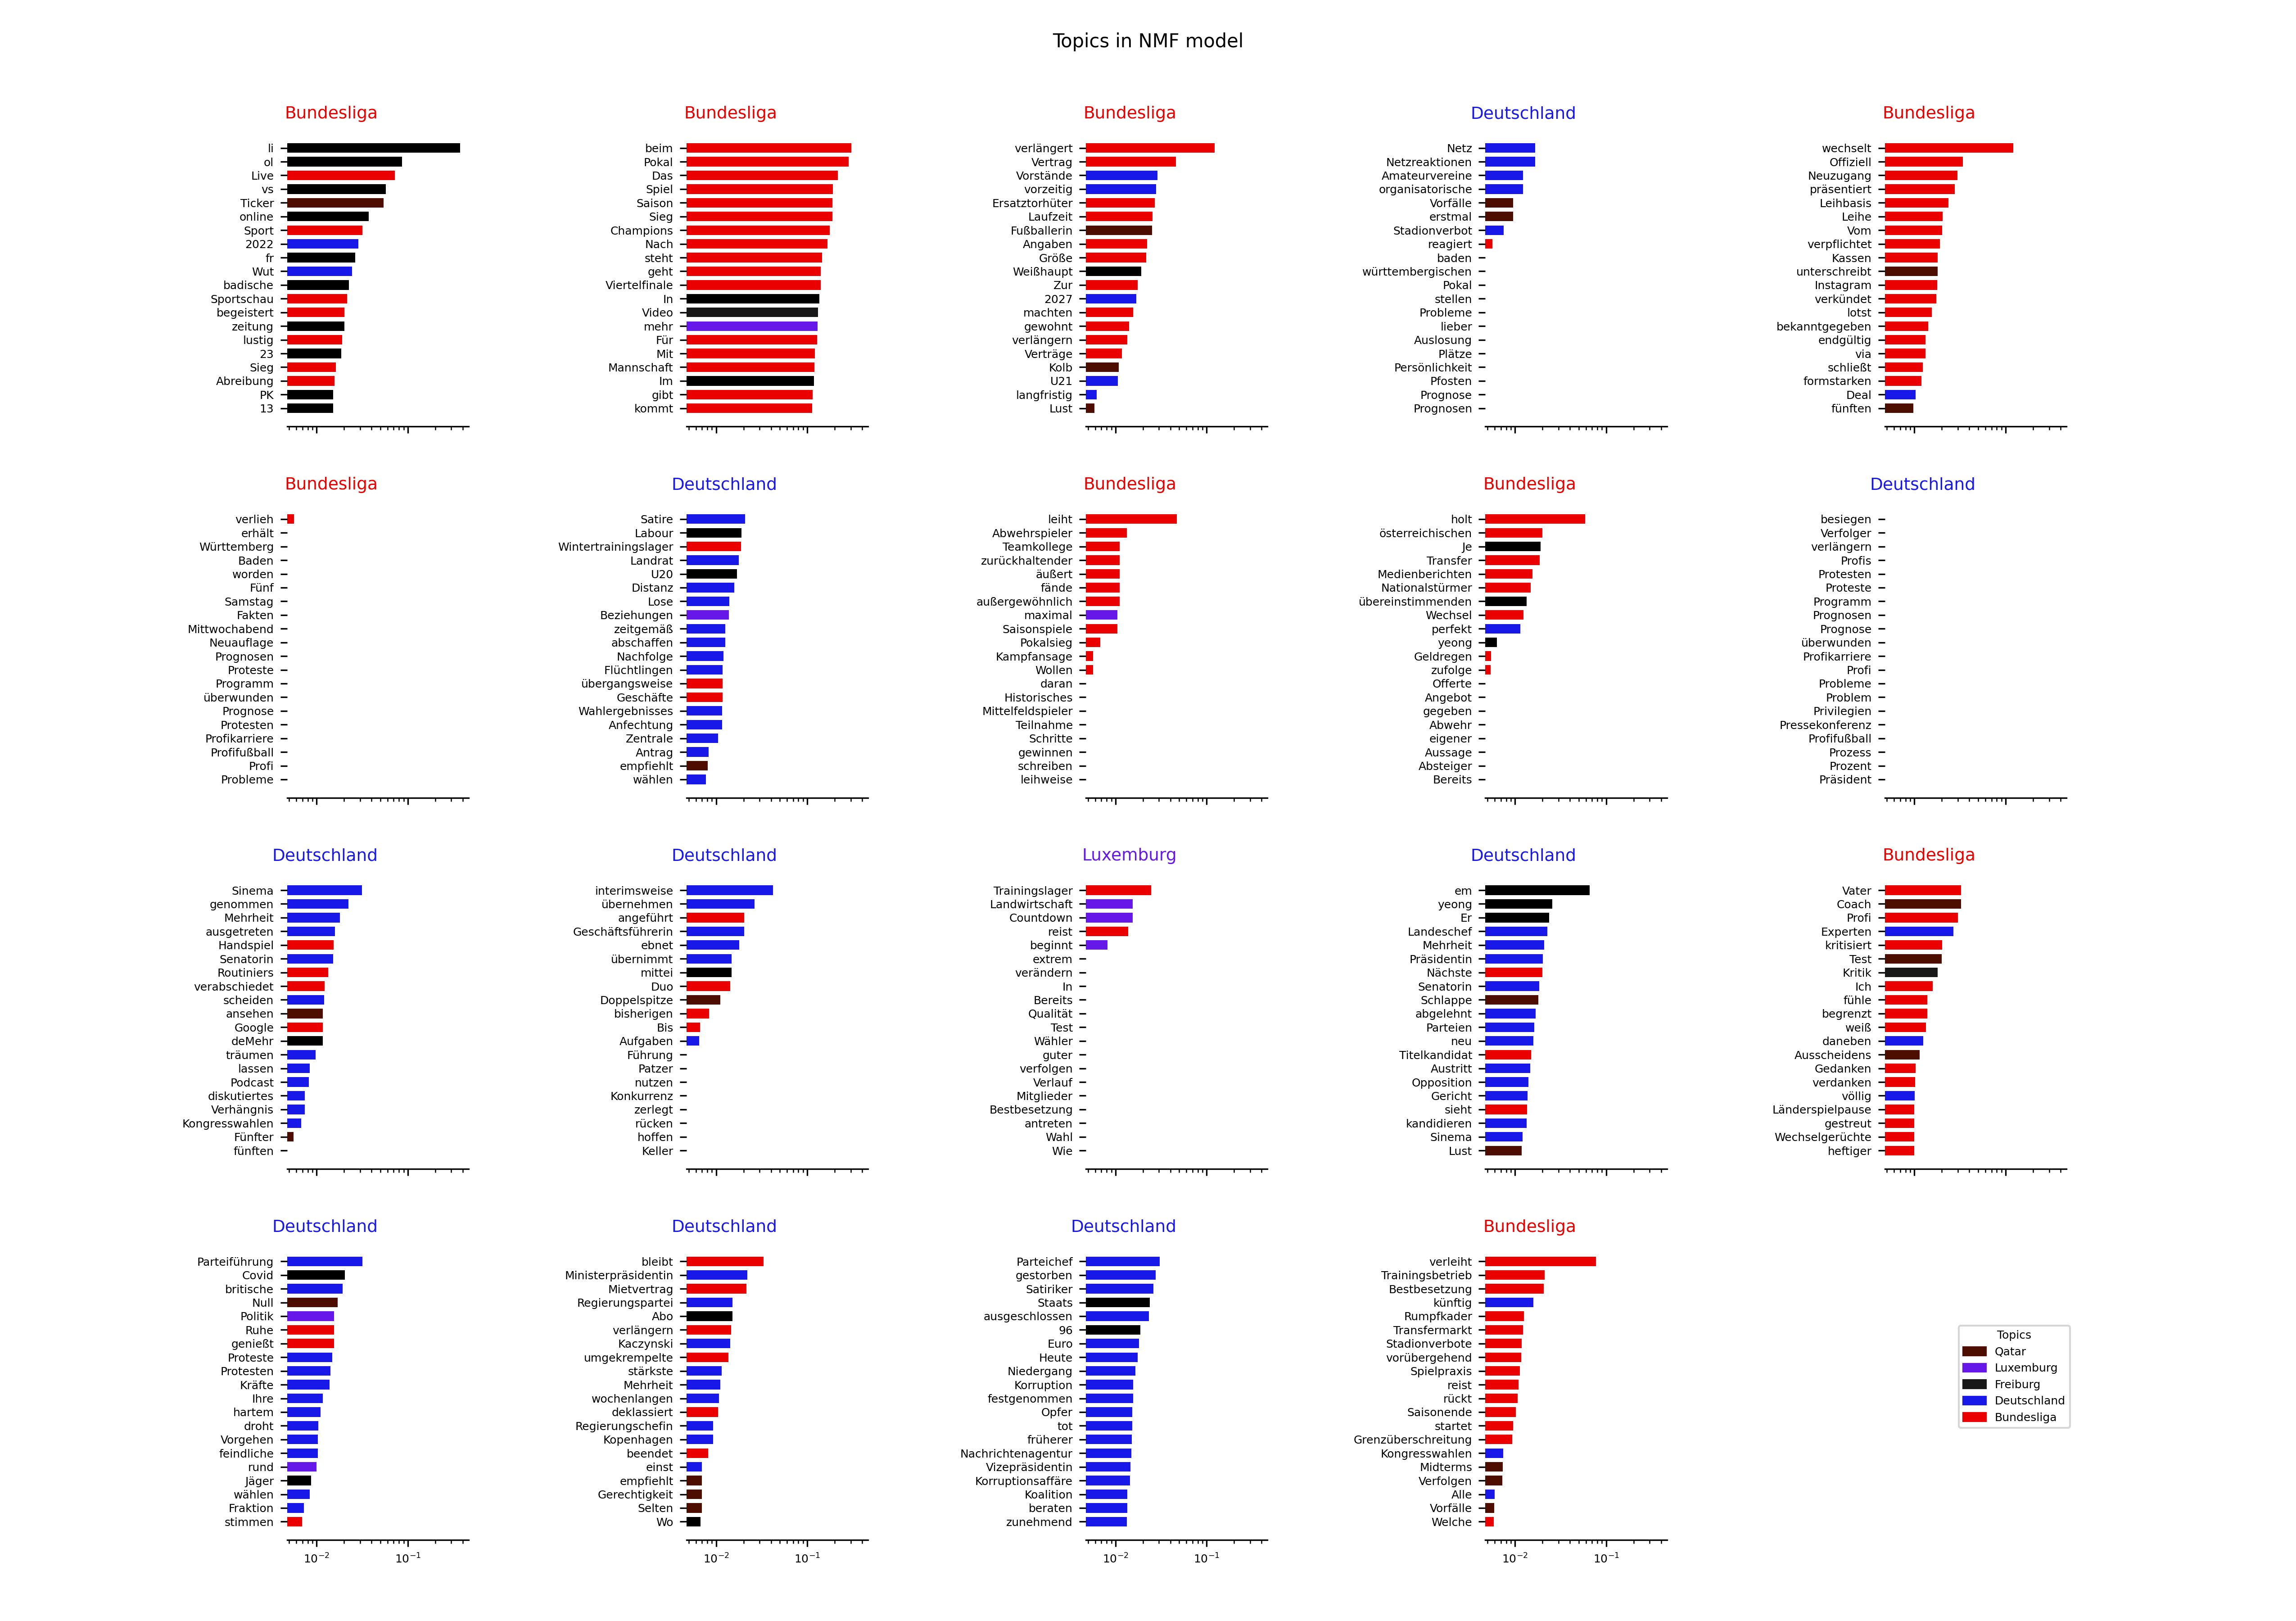 Topics in NMF model
Bundesliga
li
ol
Live
vs
Ticker
online
Sport
2022
fr
Wut
badische
Sportschau
begeistert
zeitung
lustig
23
Sieg
Abreibung
PK
13
Bundesliga
beim
Pokal
Das
Spiel
Saison
Sieg
Champions
Nach
steht
geht
Viertelfinale
In
Video
mehr
Für
Mit
Mannschaft
Im
gibt
kommt
Bundesliga
verlängert
Vertrag
Vorstände
vorzeitig
Ersatztorhüter
Laufzeit
Fußballerin
Angaben
Größe
Weißhaupt
Zur
2027
machten
gewohnt
verlängern
Verträge
Kolb
U21
langfristig
Lust
Deutschland
Netz
Netzreaktionen
Amateurvereine
organisatorische
Vorfälle
erstmal
Stadionverbot
reagiert
baden
württembergischen
Pokal
stellen
Probleme
lieber
Auslosung
Plätze
Persönlichkeit
Pfosten
Prognose
Prognosen
Bundesliga
wechselt
Offiziell
Neuzugang
präsentiert
Leihbasis
Leihe
Vom
verpflichtet
Kassen
unterschreibt
Instagram
verkündet
lotst
bekanntgegeben
endgültig
via
schließt
formstarken
Deal
fünften
Bundesliga
verlieh
erhält
Württemberg
Baden
worden
Fünf
Samstag
Fakten
Mittwochabend
Neuauflage
Prognosen
Proteste
Programm
überwunden
Prognose
Protesten
Profikarriere
Profifußball
Profi
Probleme
Deutschland
Satire
Labour
Wintertrainingslager
Landrat
U20
Distanz
Lose
Beziehungen
zeitgemäß
abschaffen
Nachfolge
Flüchtlingen
übergangsweise
Geschäfte
Wahlergebnisses
Anfechtung
Zentrale
Antrag
empfiehlt
wählen
Bundesliga
leiht
Abwehrspieler
Teamkollege
zurückhaltender
äußert
fände
außergewöhnlich
maximal
Saisonspiele
Pokalsieg
Kampfansage
Wollen
daran
Historisches
Mittelfeldspieler
Teilnahme
Schritte
gewinnen
schreiben
leihweise
Bundesliga
holt
österreichischen
Je
Transfer
Medienberichten
Nationalstürmer
übereinstimmenden
Wechsel
perfekt
yeong
Geldregen
zufolge
Offerte
Angebot
gegeben
Abwehr
eigener
Aussage
Absteiger
Bereits
Deutschland
besiegen
Verfolger
verlängern
Profis
Protesten
Proteste
Programm
Prognosen
Prognose
überwunden
Profikarriere
Profi
Probleme
Problem
Privilegien
Pressekonferenz
Profifußball
Prozess
Prozent
Präsident
Deutschland
Sinema
genommen
Mehrheit
ausgetreten
Handspiel
Senatorin
Routiniers
verabschiedet
scheiden
ansehen
Google
deMehr
träumen
lassen
Podcast
diskutiertes
Verhängnis
Kongresswahlen
Fünfter
fünften
Deutschland
interimsweise
übernehmen
angeführt
Geschäftsführerin
ebnet
übernimmt
mittei
Duo
Doppelspitze
bisherigen
Bis
Aufgaben
Führung
Patzer
nutzen
Konkurrenz
zerlegt
rücken
hoffen
Keller
Luxemburg
Trainingslager
Landwirtschaft
Countdown
reist
beginnt
extrem
verändern
In
Bereits
Qualität
Test
Wähler
guter
verfolgen
Verlauf
Mitglieder
Bestbesetzung
antreten
Wahl
Wie
Deutschland
em
yeong
Er
Landeschef
Mehrheit
Präsidentin
Nächste
Senatorin
Schlappe
abgelehnt
Parteien
neu
Titelkandidat
Austritt
Opposition
Gericht
sieht
kandidieren
Sinema
Lust
Bundesliga
Vater
Coach
Profi
Experten
kritisiert
Test
Kritik
Ich
fühle
begrenzt
weiß
daneben
Ausscheidens
Gedanken
verdanken
völlig
Länderspielpause
gestreut
Wechselgerüchte
heftiger
Deutschland
Parteiführung
Covid
britische
Null
Politik
Ruhe
genießt
Proteste
Protesten
Kräfte
Ihre
hartem
droht
Vorgehen
feindliche
rund
Jäger
wählen
Fraktion
stimmen
10⁻²
10⁻¹
Deutschland
bleibt
Ministerpräsidentin
Mietvertrag
Regierungspartei
Abo
verlängern
Kaczynski
umgekrempelte
stärkste
Mehrheit
wochenlangen
deklassiert
Regierungschefin
Kopenhagen
beendet
einst
empfiehlt
Gerechtigkeit
Selten
Wo
10⁻²
10⁻¹
Deutschland
Parteichef
gestorben
Satiriker
Staats
ausgeschlossen
96
Euro
Heute
Niedergang
Korruption
festgenommen
Opfer
tot
früherer
Nachrichtenagentur
Vizepräsidentin
Korruptionsaffäre
Koalition
beraten
zunehmend
10⁻²
10⁻¹
Bundesliga
verleiht
Trainingsbetrieb
Bestbesetzung
künftig
Rumpfkader
Transfermarkt
Stadionverbote
vorübergehend
Spielpraxis
reist
rückt
Saisonende
startet
Grenzüberschreitung
Kongresswahlen
Midterms
Verfolgen
Alle
Vorfälle
Welche
10⁻²
10⁻¹
Topics
Qatar
Luxemburg
Freiburg
Deutschland
Bundesliga